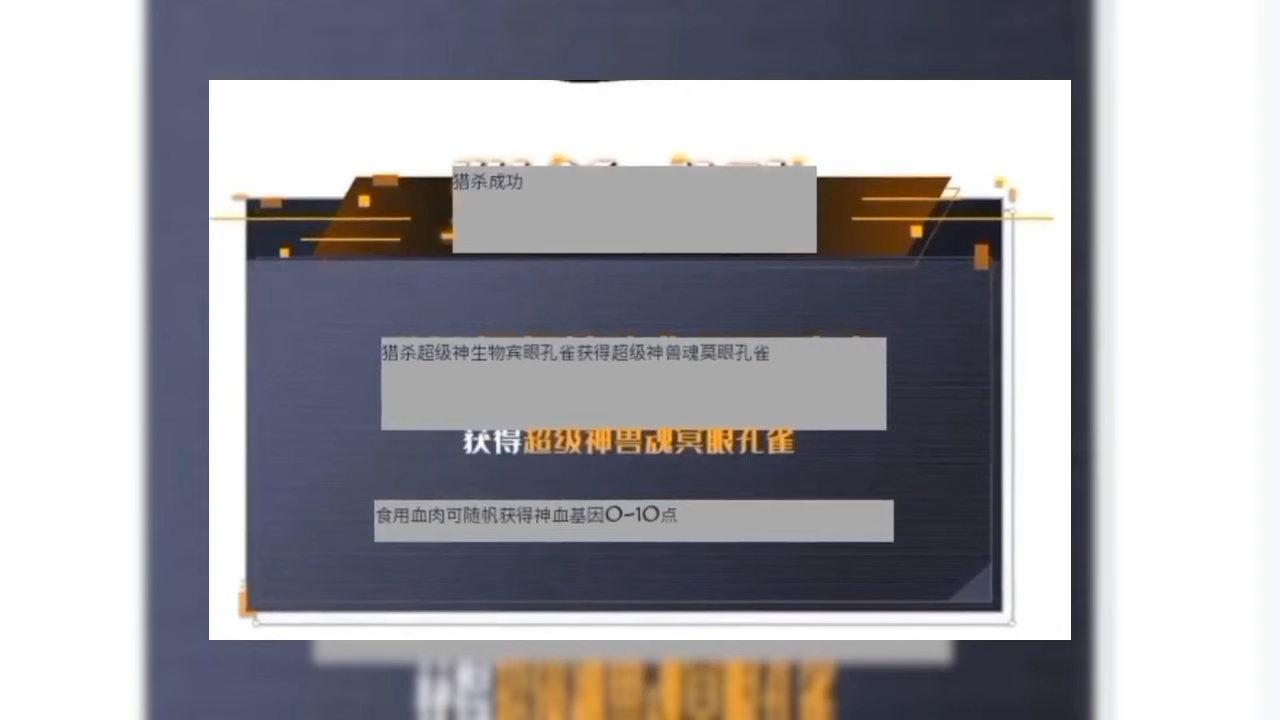 猎杀成功
猎杀超级神生物宾眼孔雀获得超级神兽魂莫眼孔雀
获得超级神兽魂冥眼孔雀
食用血肉可随帆获得神血基因0-10点